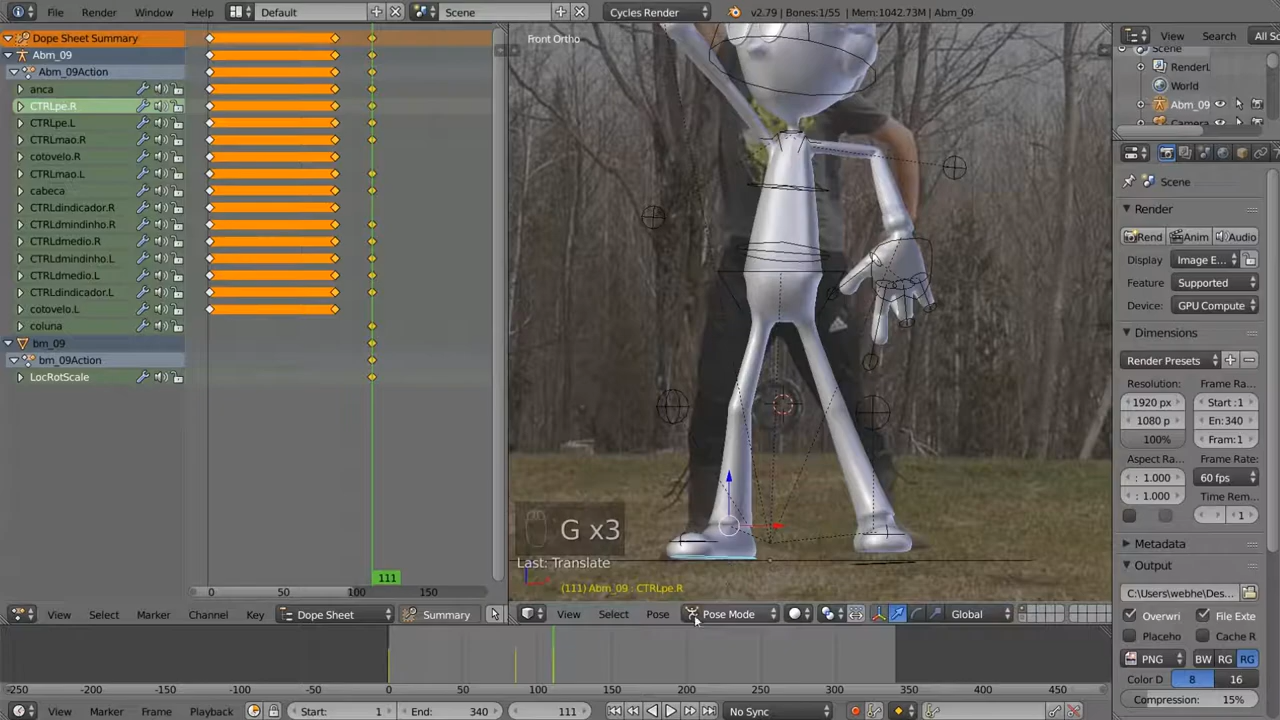 File Render Window Help Default Scene Cycles Render v2.79 | Bones:1/55 | Mem:1042.73M | Abm_09
Dope Sheet Summary
Abm_09
Abm_09Action
anca
CTRLpe.R
CTRLpe.L
CTRLmao.R
cotovelo.R
CTRLmao.L
cabeca
CTRLdindicador.R
CTRLdmindinho.R
CTRLdmedio.R
CTRLdmindinho.L
CTRLdmedio.L
CTRLdindicador.L
cotovelo.L
coluna
bm_09
bm_09Action
LocRotScale
111
0 50 100 150
View Select Marker Channel Key Dope Sheet Summary
Front Ortho
adidas
G x3
Last: Translate
(111) Abm_09 : CTRLpe.R
View Select Pose Pose Mode Global
View Search All Sc
Scene
RenderL
World
Abm_09
Camera
Scene
Render
Rend Anim Audio
Display Image E...
Feature Supported
Device: GPU Compute
Dimensions
Render Presets
Resolution: Frame Ra...
1920 px Start :1
1080 p En:340
100% Fram:1
Aspect Ra... Frame Rate:
: 1.000 60 fps
: 1.000 Time Rem...
: 1
Metadata
Output
C:\Users\webhe\Des...
Overwri File Exte
Placeho Cache R
PNG BW RG RG
Color D 8 16
Compression: 15%
-250 -200 -150 -100 -50 0 50 100 150 200 250 300 350 400 450
View Marker Frame Playback Start: 1 End: 340 111 No Sync